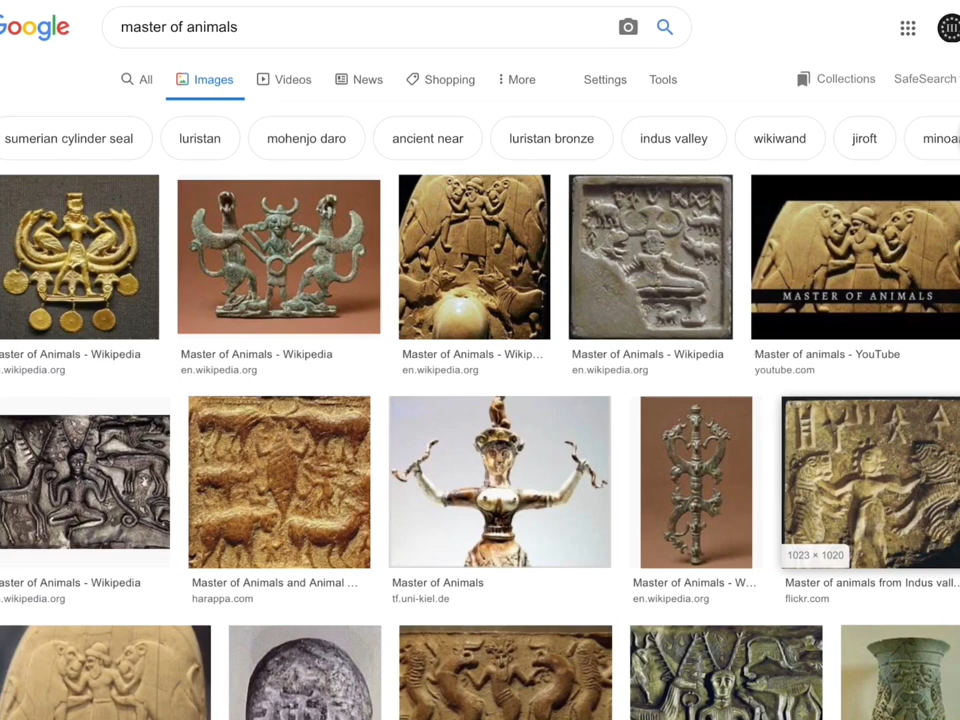 Google master of animals
All Images Videos News Shopping More Settings Tools Collections SafeSearch
sumerian cylinder seal luristan mohenjo daro ancient near luristan bronze indus valley wikiwand jiroft minoa
MASTER OF ANIMALS
aster of Animals - Wikipedia Master of Animals - Wikipedia Master of Animals - Wikip... Master of Animals - Wikipedia Master of animals - YouTube
.wikipedia.org en.wikipedia.org en.wikipedia.org en.wikipedia.org youtube.com
1023 × 1020
aster of Animals - Wikipedia Master of Animals and Animal ... Master of Animals Master of Animals - W... Master of animals from Indus vall...
.wikipedia.org harappa.com tf.uni-kiel.de en.wikipedia.org flickr.com